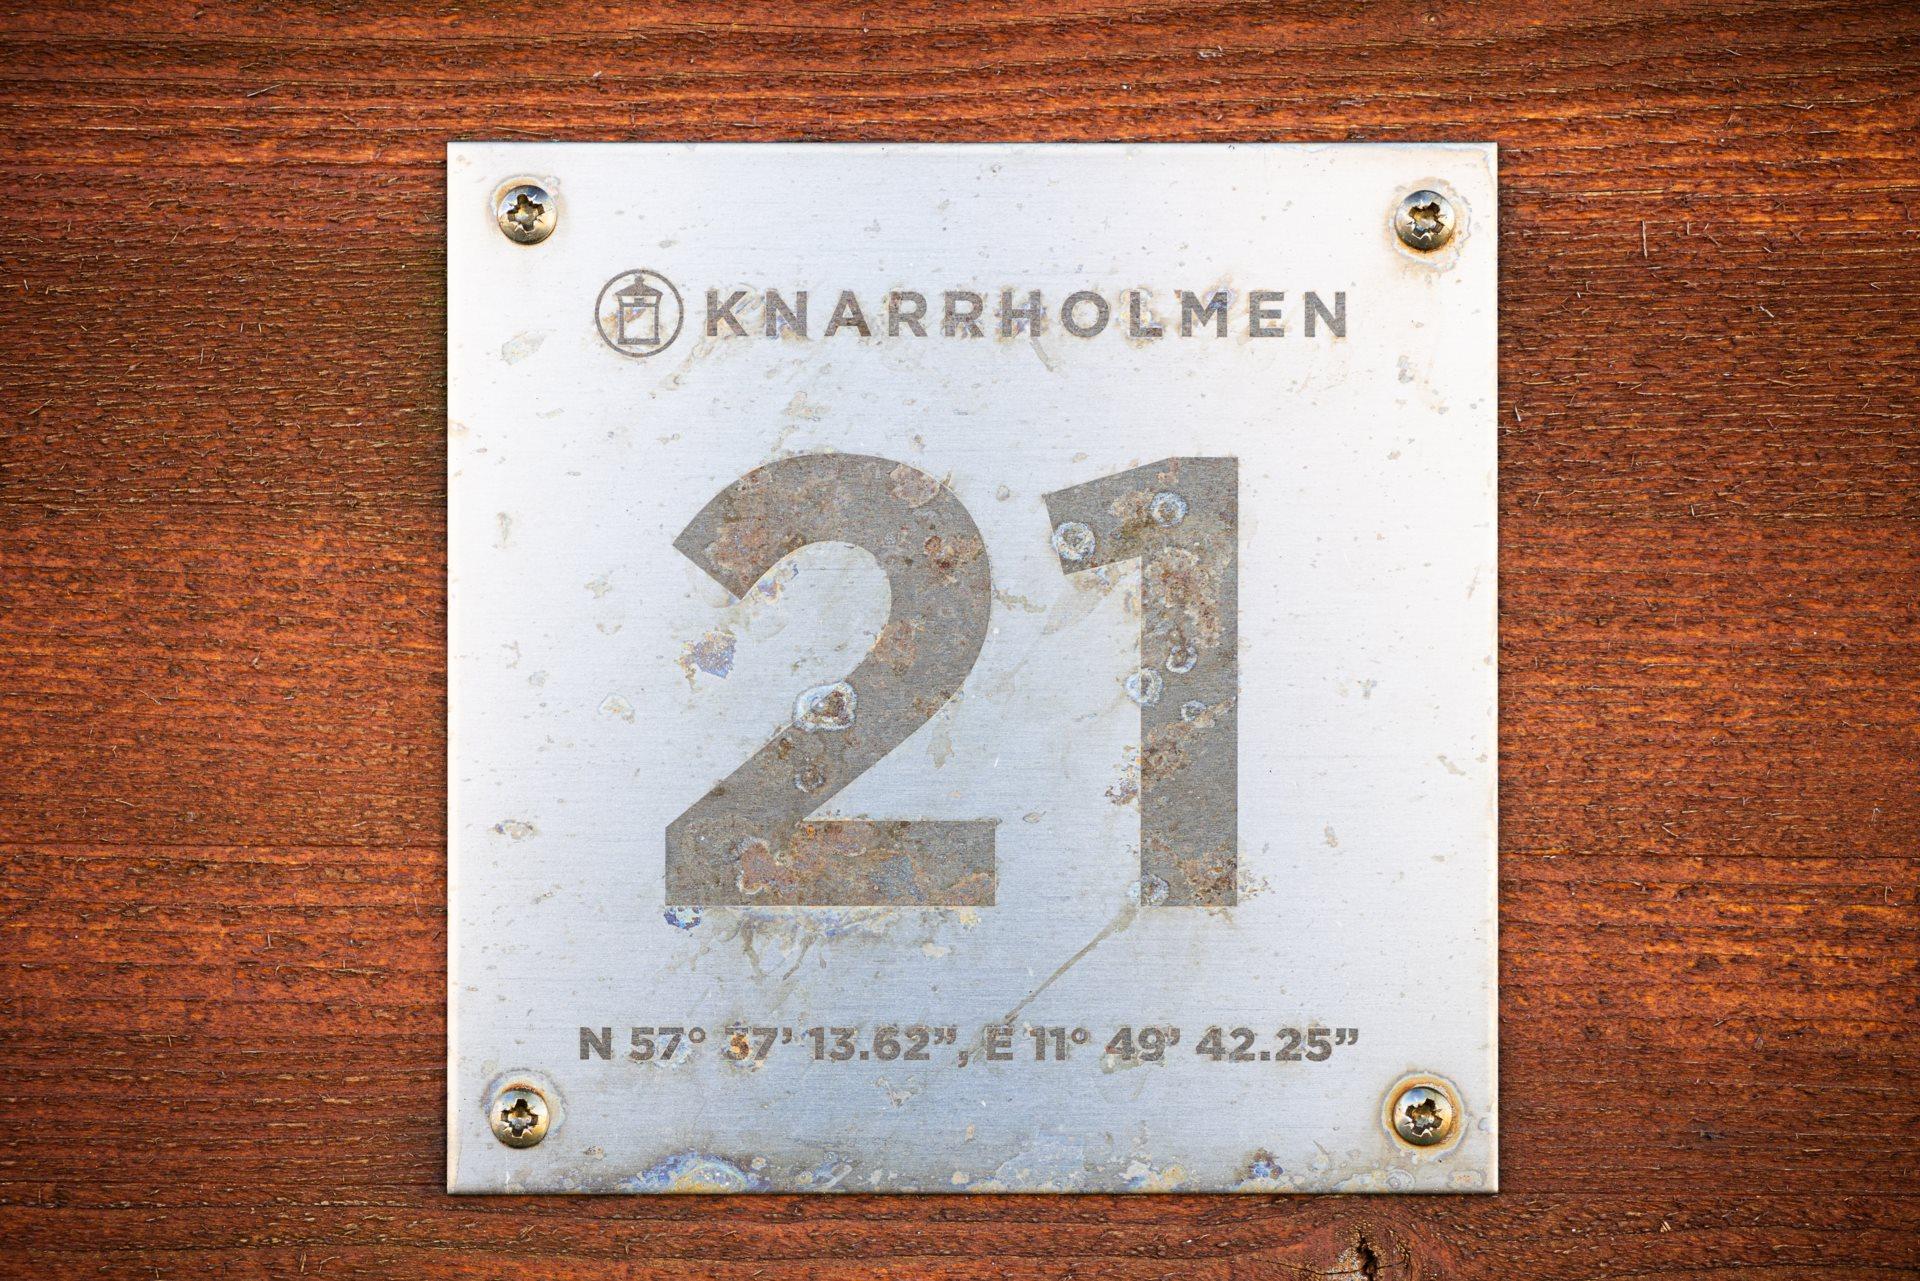 KNARRHOLMEN
21
N 57° 37’ 13.62”, E 11° 49’ 42.25”